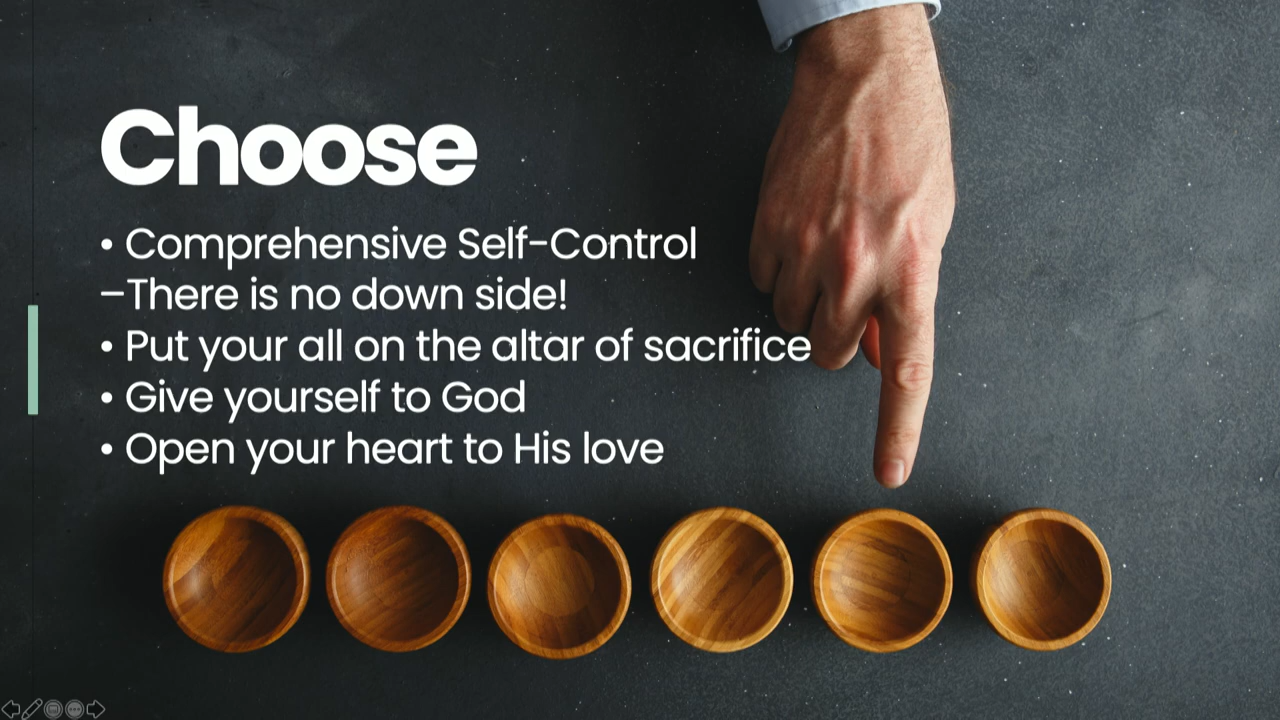 Choose
• Comprehensive Self-Control
–There is no down side!
• Put your all on the altar of sacrifice
• Give yourself to God
• Open your heart to His love